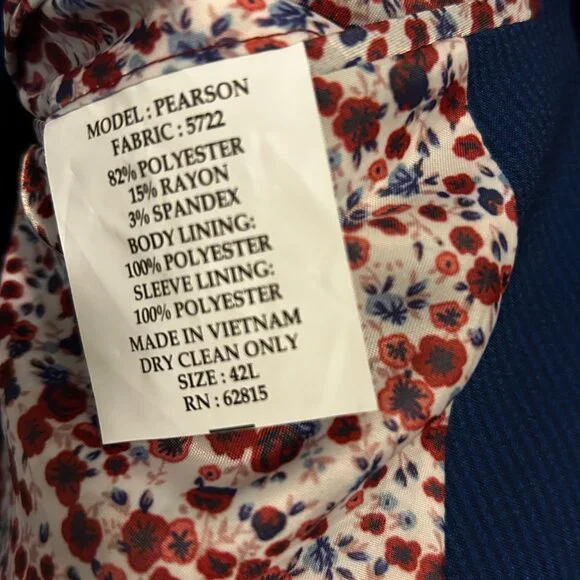 MODEL : PEARSON
FABRIC : 5722
82% POLYESTER
15% RAYON
3% SPANDEX
BODY LINING:
100% POLYESTER
SLEEVE LINING:
100% POLYESTER
MADE IN VIETNAM
DRY CLEAN ONLY
SIZE : 42L
RN : 62815